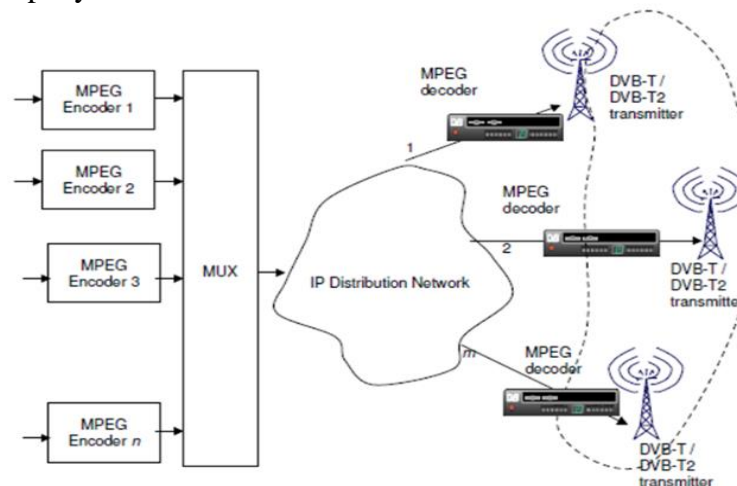 MPEG
Encoder 1
MPEG
Encoder 2
MPEG
Encoder 3
MPEG
Encoder n
MUX
IP Distribution Network
1
MPEG
decoder
DVB-T /
DVB-T2
transmitter
2
MPEG
decoder
DVB-T /
DVB-T2
transmitter
m
MPEG
decoder
DVB-T /
DVB-T2
transmitter